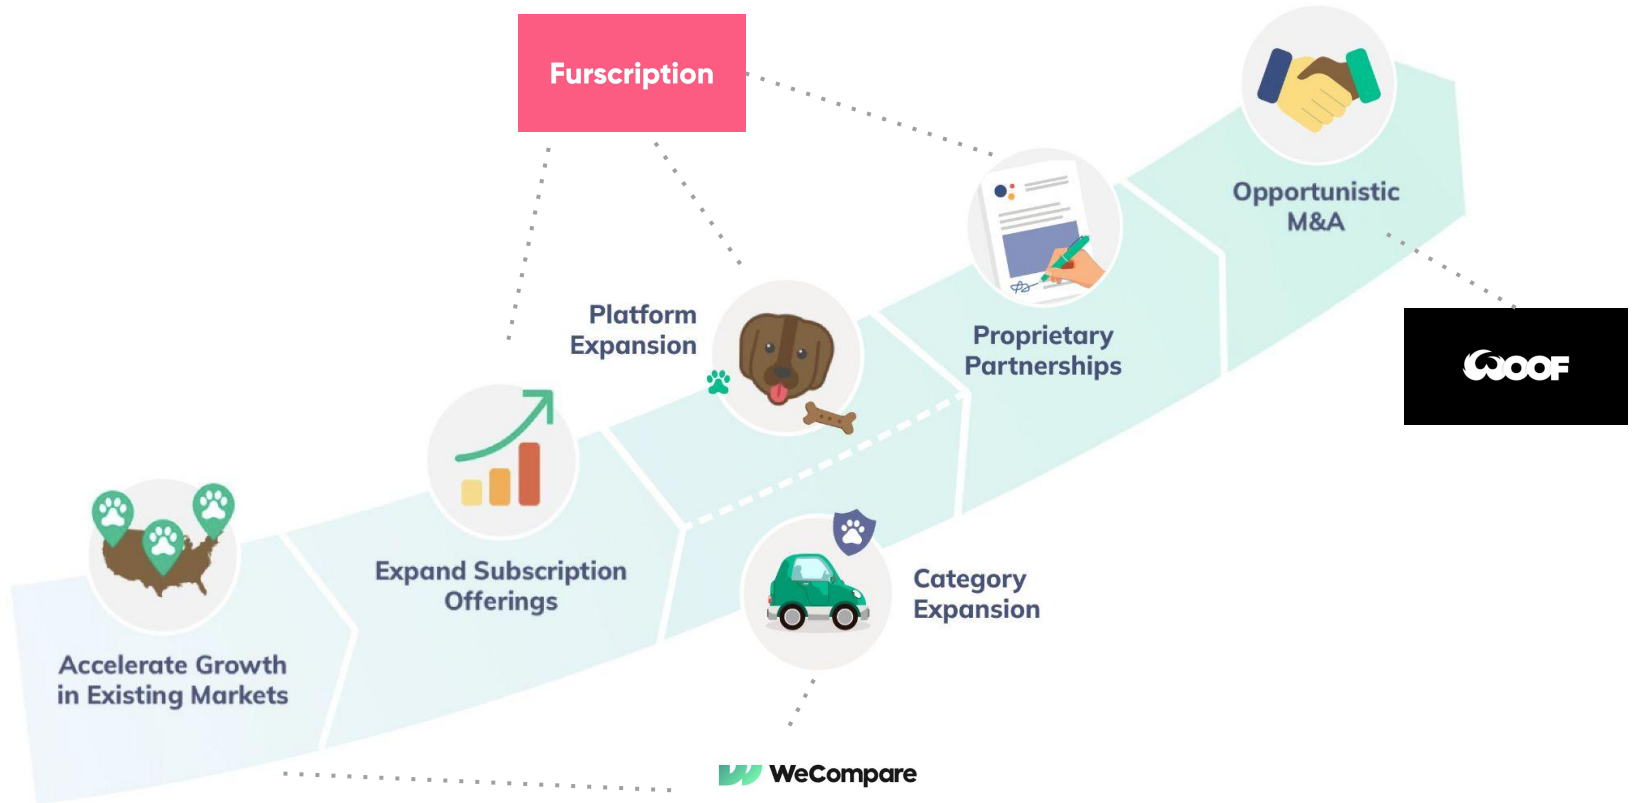 Furscription
Opportunistic
M&A
Platform
Expansion
Proprietary
Partnerships
WOOF
Expand Subscription
Offerings
Category
Expansion
Accelerate Growth
in Existing Markets
WeCompare